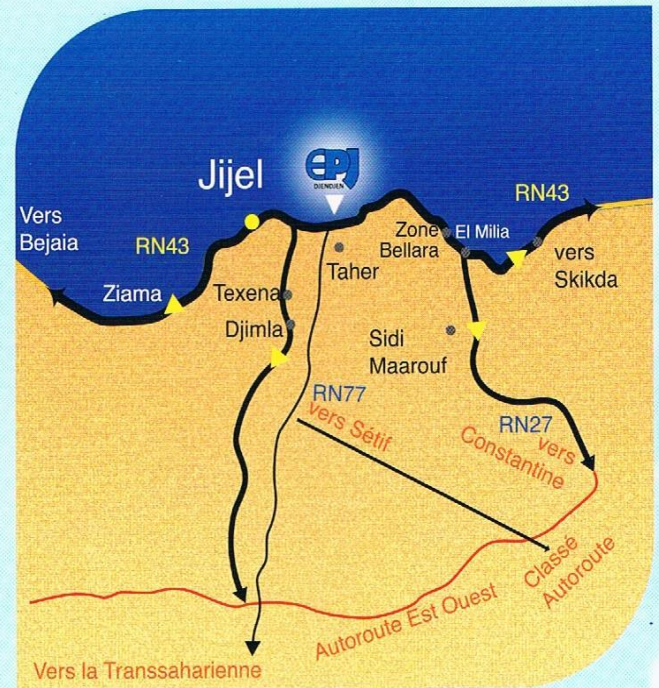 EPJ
DJENDJEN
Jijel
RN43
Vers
Bejaia
RN43
Zone
Bellara
El Milia
Taher
vers
Skikda
Ziama
Texena
Djimla
Sidi
Maarouf
RN77
vers Sétif
RN27
vers
Constantine
Classé
Autoroute
Autoroute Est Ouest
Vers la Transsaharienne